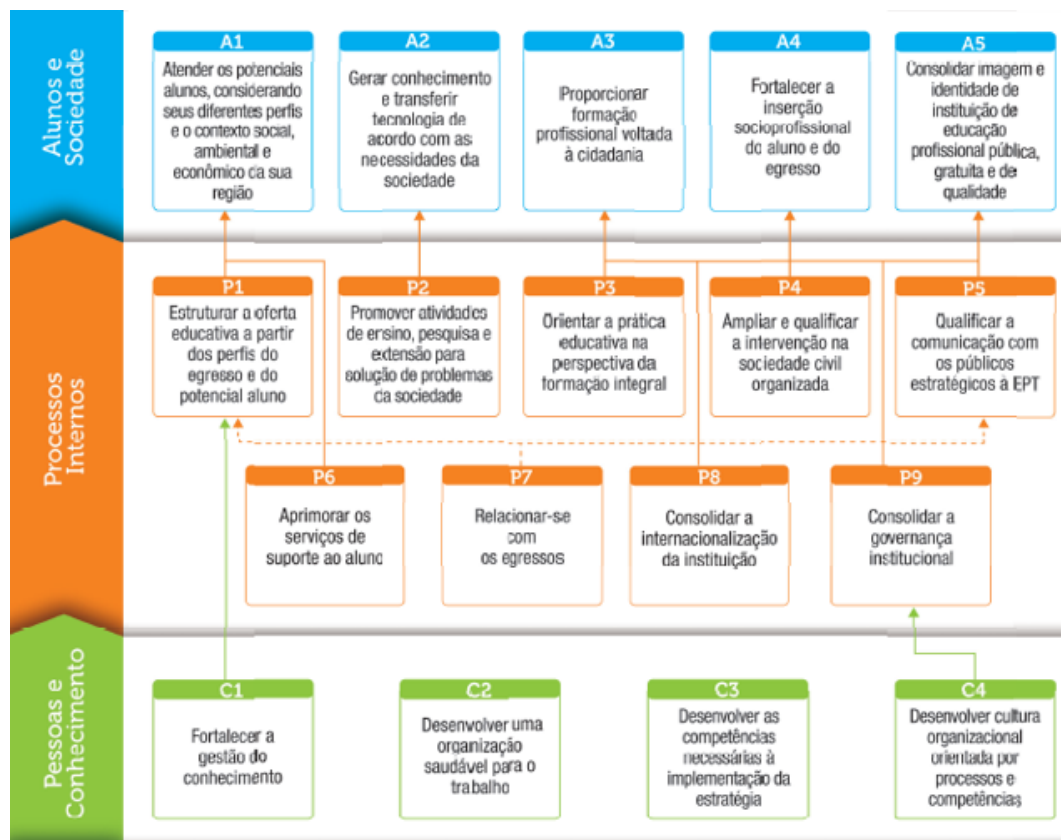 Alunos e
Sociedade
A1
Atender os potenciais
alunos, considerando
seus diferentes perfis
e o contexto social,
ambiental e
econômico da sua
região
A2
Gerar conhecimento
e transferir
tecnologia de
acordo com as
necessidades da
sociedade
A3
Proporcionar
formação
profissional voltada
à cidadania
A4
Fortalecer a
inserção
socioprofissional
do aluno e do
egresso
A5
Consolidar imagem e
identidade de
instituição de
educação
profissional pública,
gratuita e de
qualidade
Processos
Internos
P1
Estruturar a oferta
educativa a partir
dos perfis do
egresso e do
potencial aluno
P2
Promover atividades
de ensino, pesquisa e
extensão para
solução de problemas
da sociedade
P3
Orientar a prática
educativa na
perspectiva da
formação integral
P4
Ampliar e qualificar
a intervenção na
sociedade civil
organizada
P5
Qualificar a
comunicação com
os públicos
estratégicos à EPT
P6
Aprimorar os
serviços de
suporte ao aluno
P7
Relacionar-se
com
os egressos
P8
Consolidar a
internacionalização
da instituição
P9
Consolidar a
governança
institucional
Pessoas e
Conhecimento
C1
Fortalecer a
gestão do
conhecimento
C2
Desenvolver uma
organização
saudável para o
trabalho
C3
Desenvolver as
competências
necessárias à
implementação da
estratégia
C4
Desenvolver cultura
organizacional
orientada por
processos e
competências